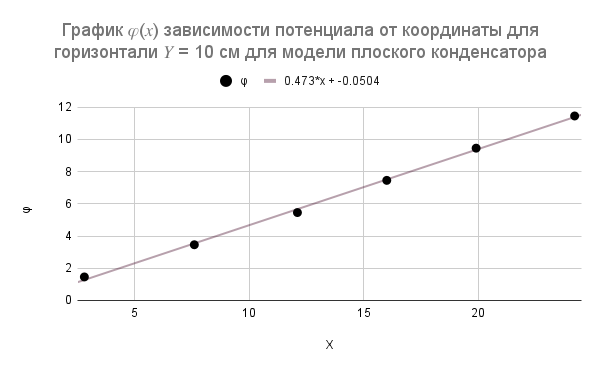 График φ(x) зависимости потенциала от координаты для
горизонтали Y = 10 см для модели плоского конденсатора
φ 0.473*x + -0.0504
12
10
8
6
4
2
0
φ
5 10 15 20
X